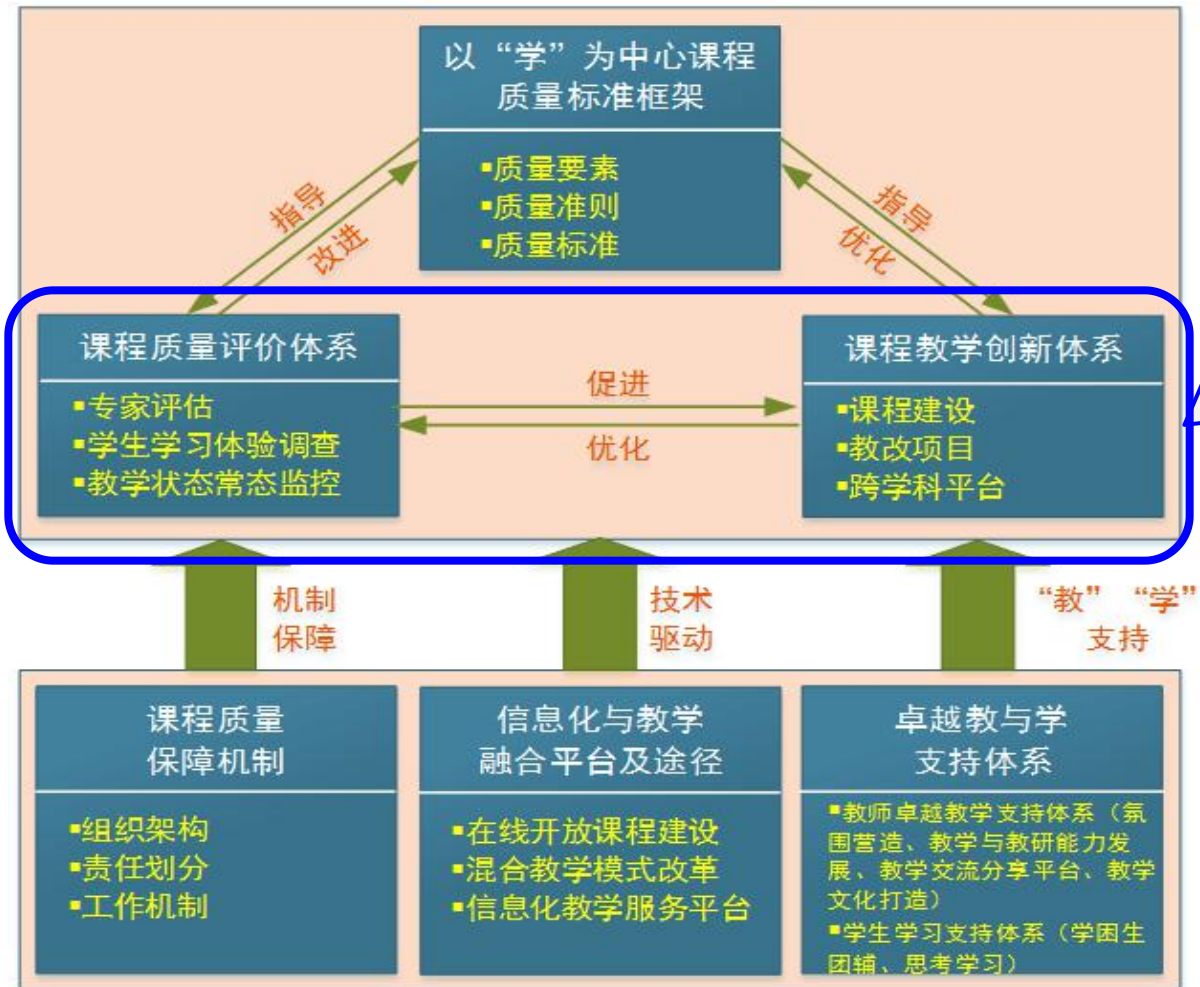 以“学”为中心课程
质量标准框架
▪质量要素
▪质量准则
▪质量标准
指导
改进
指导
优化
课程质量评价体系
▪专家评估
▪学生学习体验调查
▪教学状态常态监控
促进
优化
课程教学创新体系
▪课程建设
▪教改项目
▪跨学科平台
机制
保障
技术
驱动
“教” “学”
支持
课程质量
保障机制
▪组织架构
▪责任划分
▪工作机制
信息化与教学
融合平台及途径
▪在线开放课程建设
▪混合教学模式改革
▪信息化教学服务平台
卓越教与学
支持体系
▪教师卓越教学支持体系（氛
围营造、教学与教研能力发
展、教学交流分享平台、教学
文化打造）
▪学生学习支持体系（学困生
团辅、思考学习）